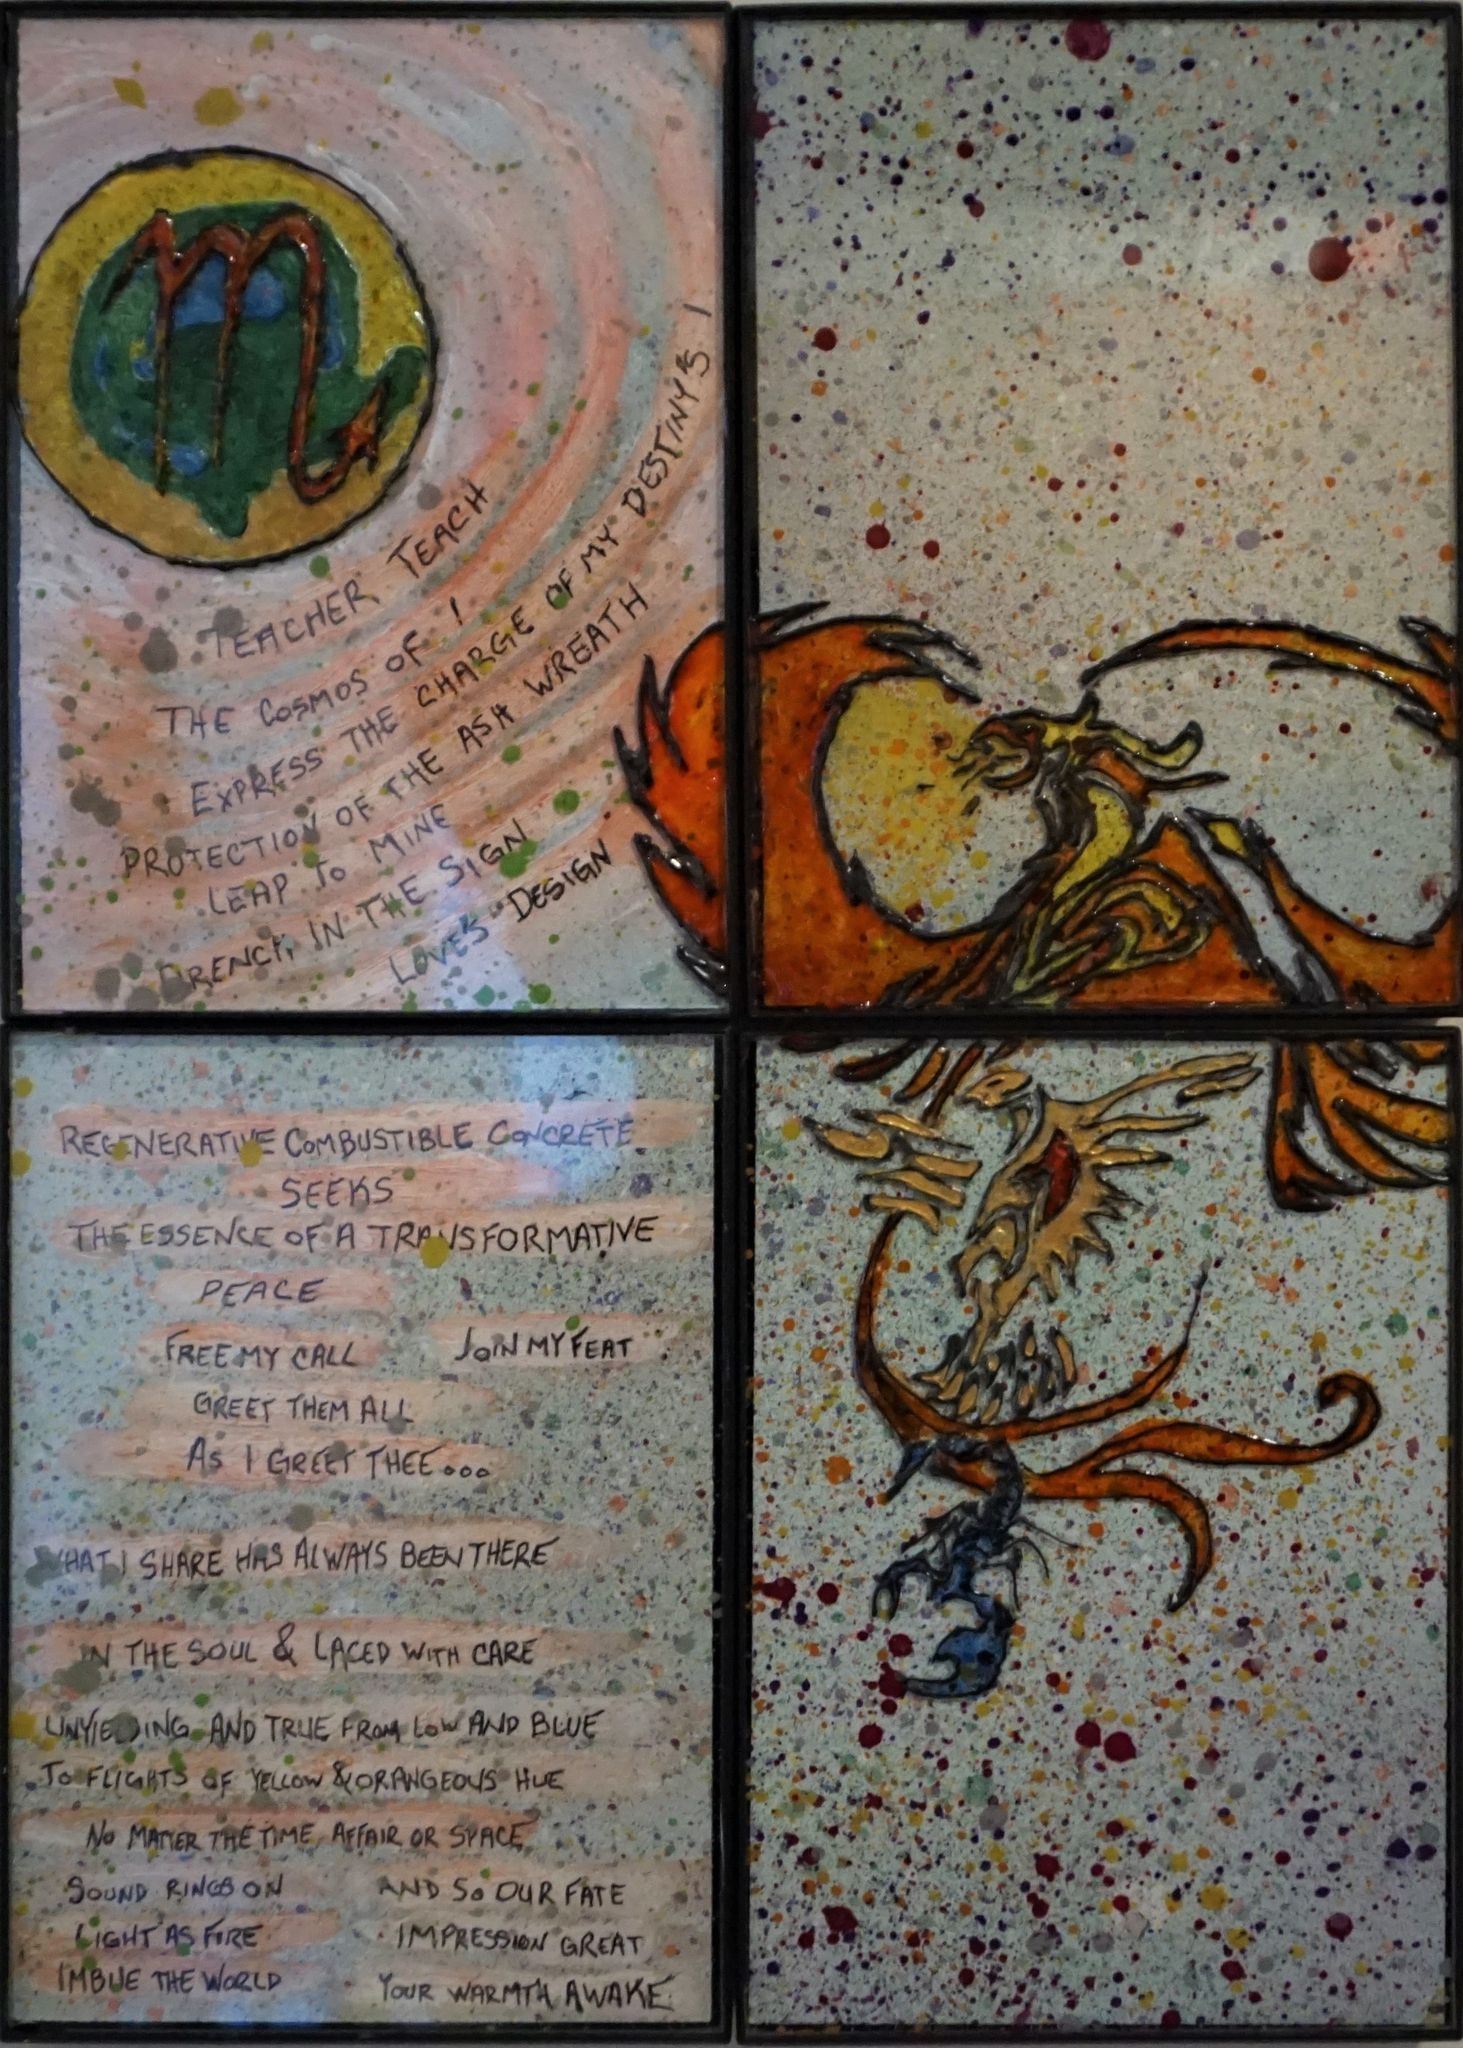 TEACHER TEACH
THE COSMOS OF I
EXPRESS THE CHARGE OF MY DESTINY'S I
PROTECTION OF THE ASH WREATH
LEAP TO MINE
DRENCH IN THE SIGN
LOVE'S DESIGN
REGENERATIVE COMBUSTIBLE CONCRETE
SEEKS
THE ESSENCE OF A TRANSFORMATIVE
PEACE
FREE MY CALL JOIN MY FEAT
GREET THEM ALL
AS I GREET THEE...
WHAT I SHARE HAS ALWAYS BEEN THERE
IN THE SOUL & LACED WITH CARE
UNYIELDING AND TRUE FROM LOW AND BLUE
TO FLIGHTS OF YELLOW & ORANGEOUS HUE
NO MATTER THE TIME, AFFAIR OR SPACE
SOUND RINGS ON AND SO OUR FATE
LIGHT AS FIRE IMPRESSION GREAT
IMBUE THE WORLD YOUR WARMTH AWAKE